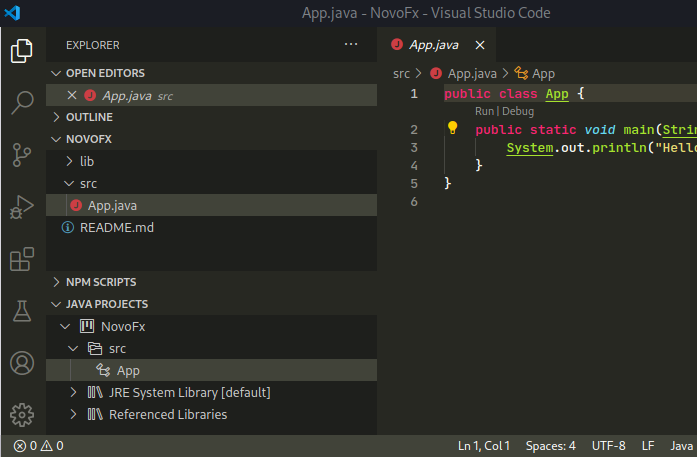 App.java - NovoFx - Visual Studio Code
EXPLORER
OPEN EDITORS
App.java src
OUTLINE
NOVOFX
lib
src
App.java
README.md
NPM SCRIPTS
JAVA PROJECTS
NovoFx
src
App
JRE System Library [default]
Referenced Libraries
App.java
src > App.java > App
1 public class App {
Run | Debug
2 public static void main(Strin
3 System.out.println("Hello
4 }
5 }
6
0 0
Ln 1, Col 1 Spaces: 4 UTF-8 LF Java